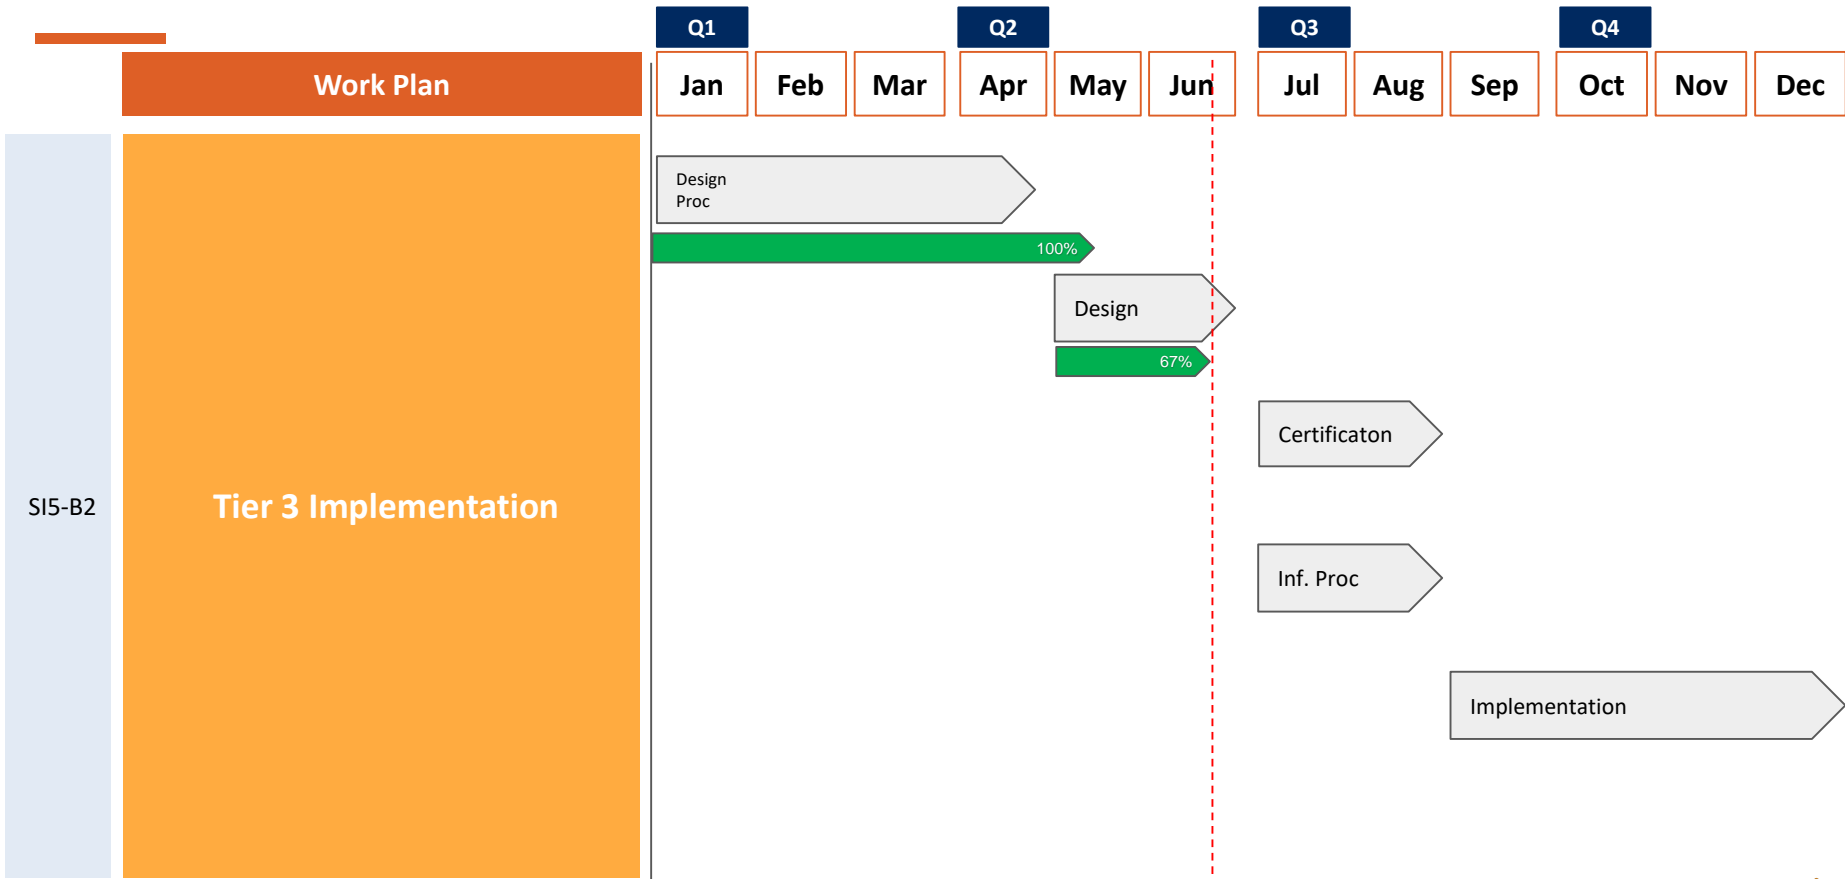 Q1 Q2 Q3 Q4
Work Plan Jan Feb Mar Apr May Jun Jul Aug Sep Oct Nov Dec
Design
Proc
100%
Design
67%
Certificaton
SI5-B2
Tier 3 Implementation
Inf. Proc
Implementation